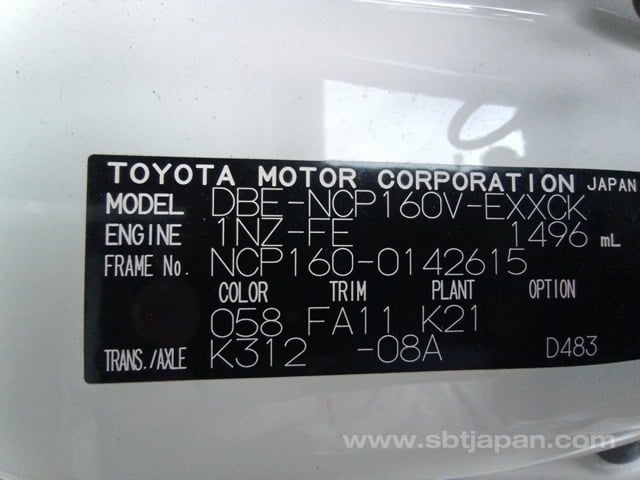 TOYOTA MOTOR CORPORATION JAPAN
MODEL DBE-NCP160V-EXXCK
ENGINE 1NZ-FE 1496 mL
FRAME No. NCP160-0142615
COLOR TRIM PLANT OPTION
058 FA11 K21
TRANS./AXLE K312 -08A D483
www.sbtjapan.com